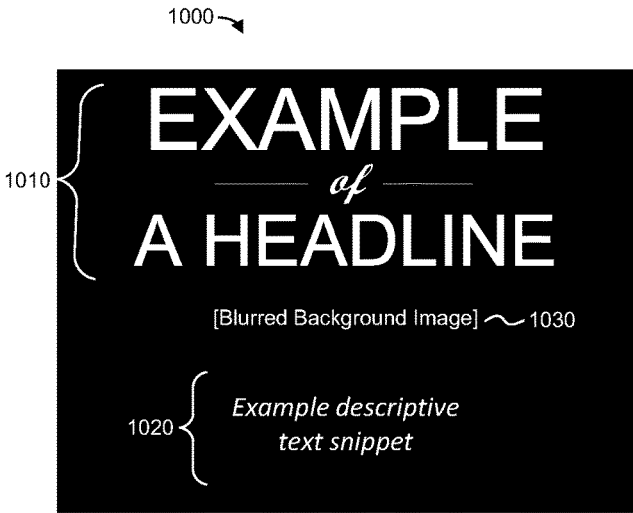 1000
EXAMPLE
1010
of
A HEADLINE
[Blurred Background Image] 1030
Example descriptive
1020
text snippet